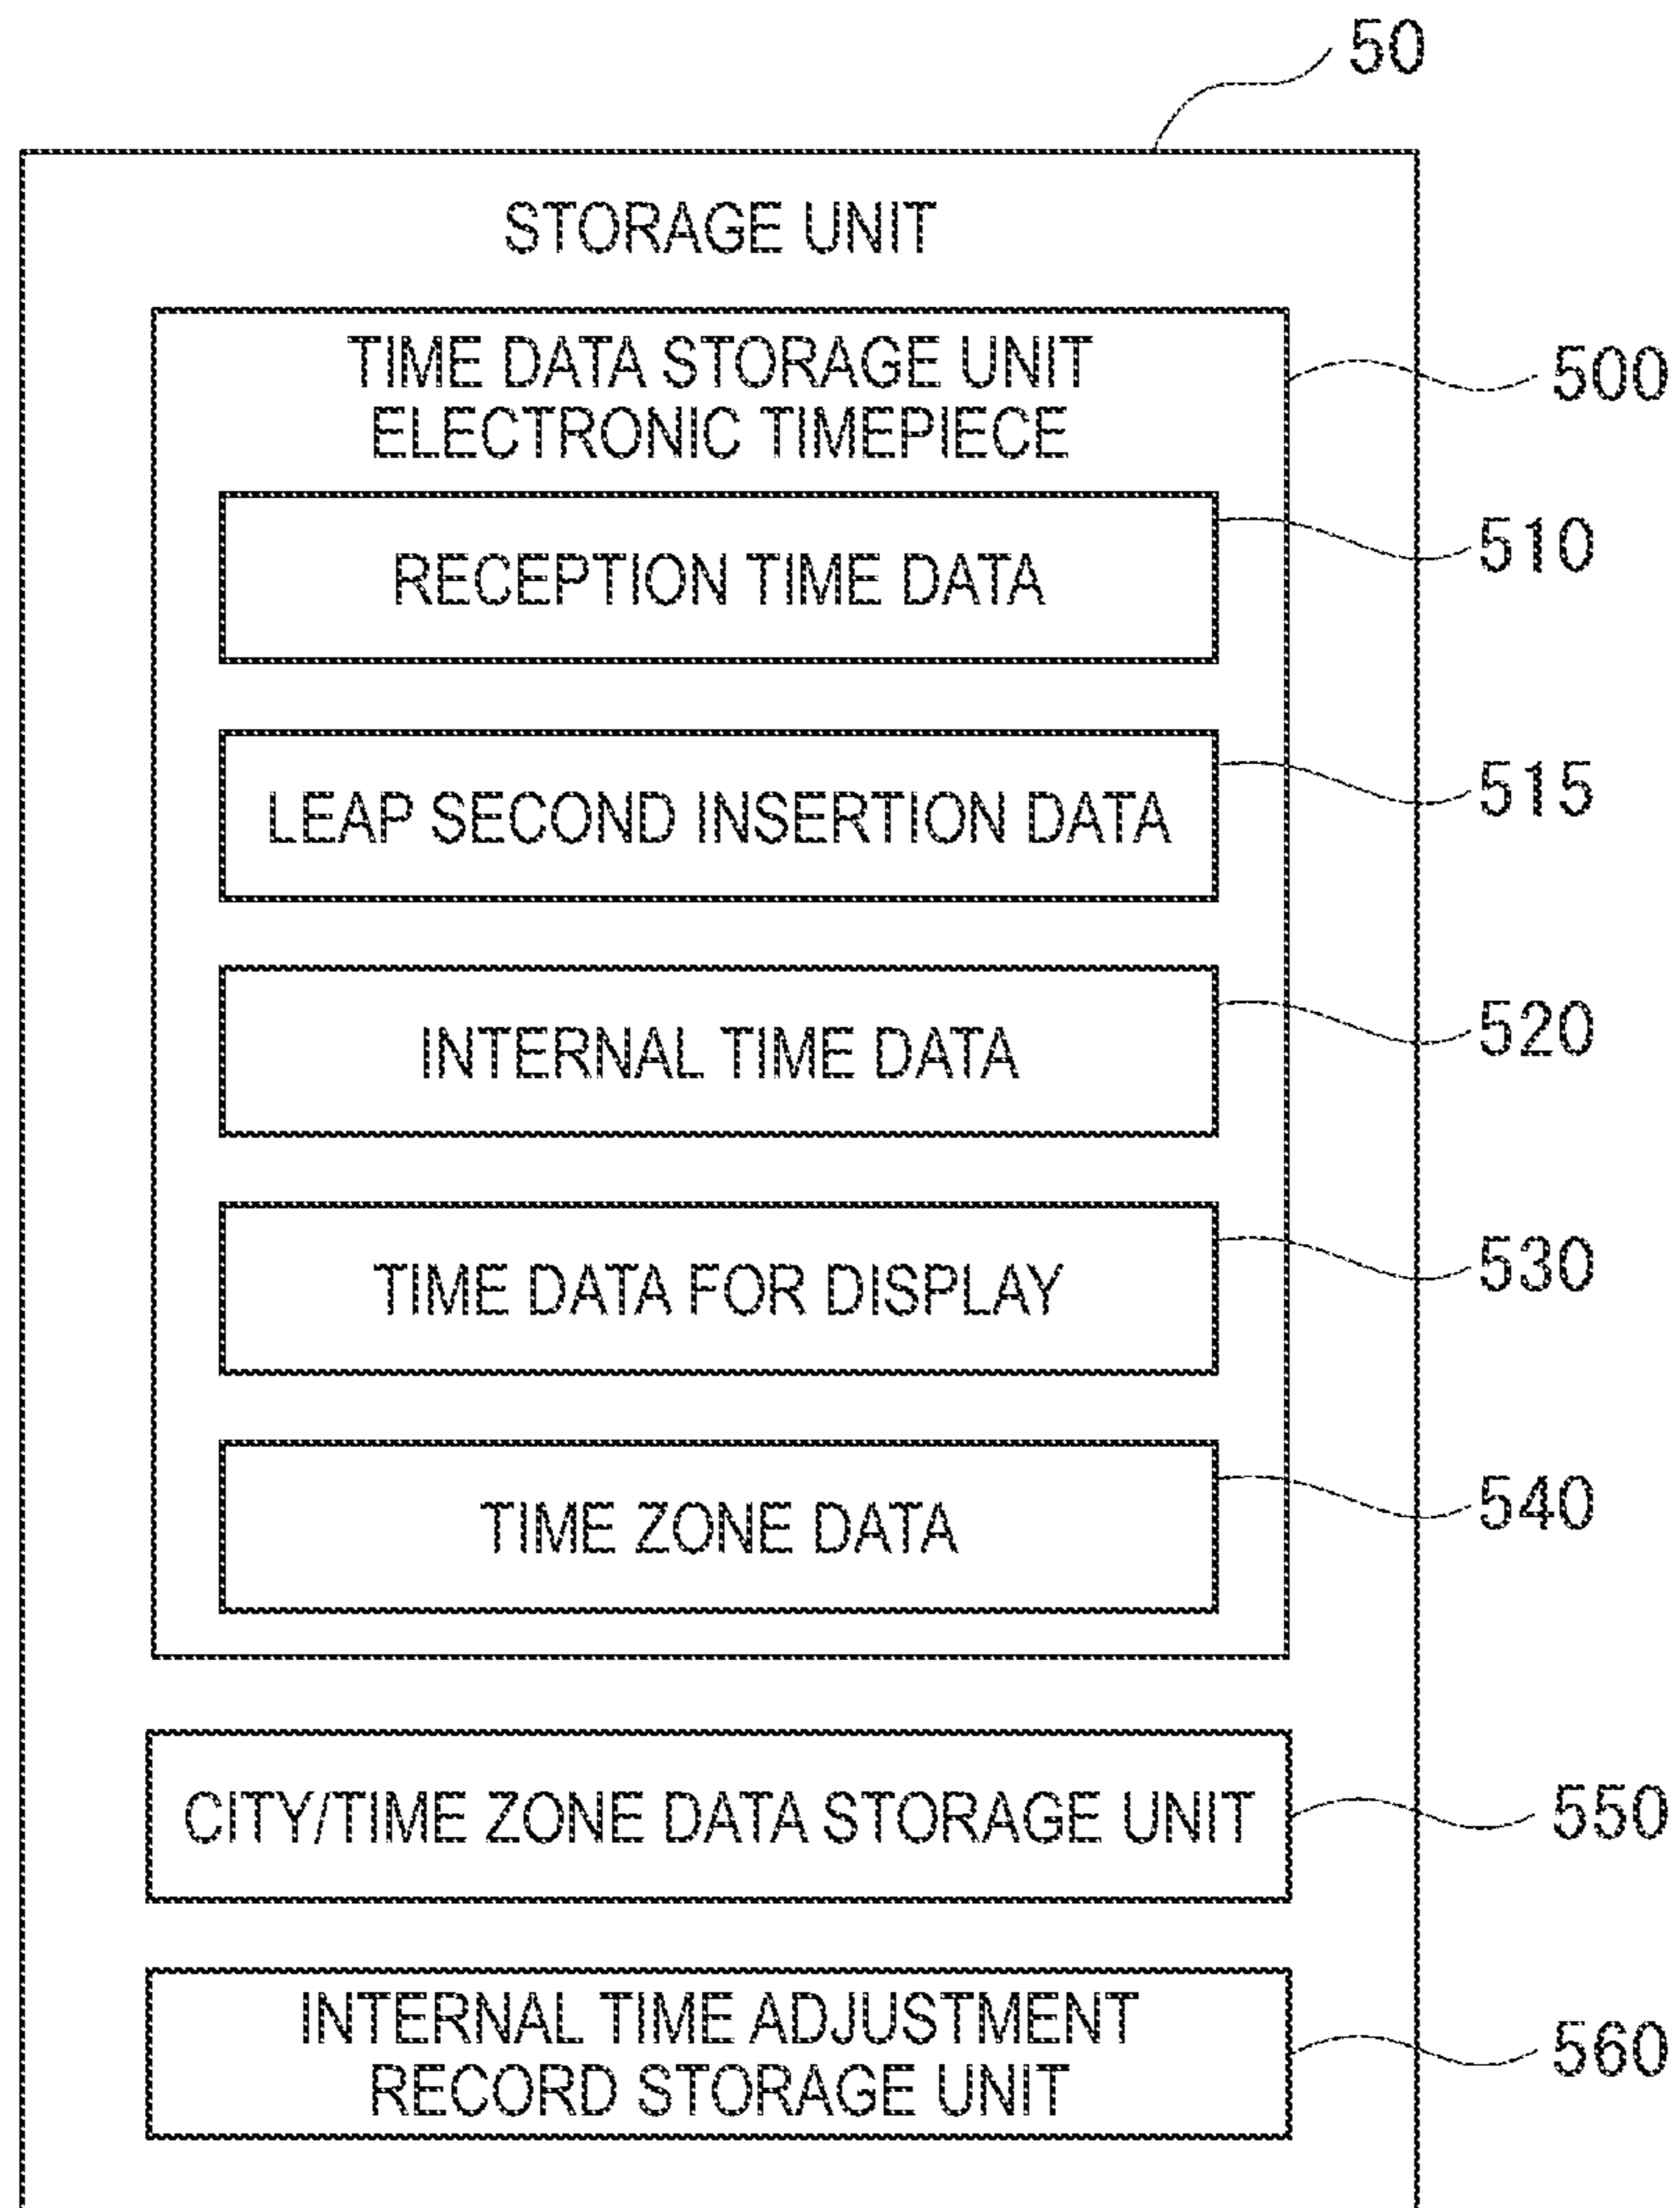 50
STORAGE UNIT
TIME DATA STORAGE UNIT
ELECTRONIC TIMEPIECE
500
RECEPTION TIME DATA
510
LEAP SECOND INSERTION DATA
515
INTERNAL TIME DATA
520
TIME DATA FOR DISPLAY
530
TIME ZONE DATA
540
CITY/TIME ZONE DATA STORAGE UNIT
550
INTERNAL TIME ADJUSTMENT
RECORD STORAGE UNIT
560